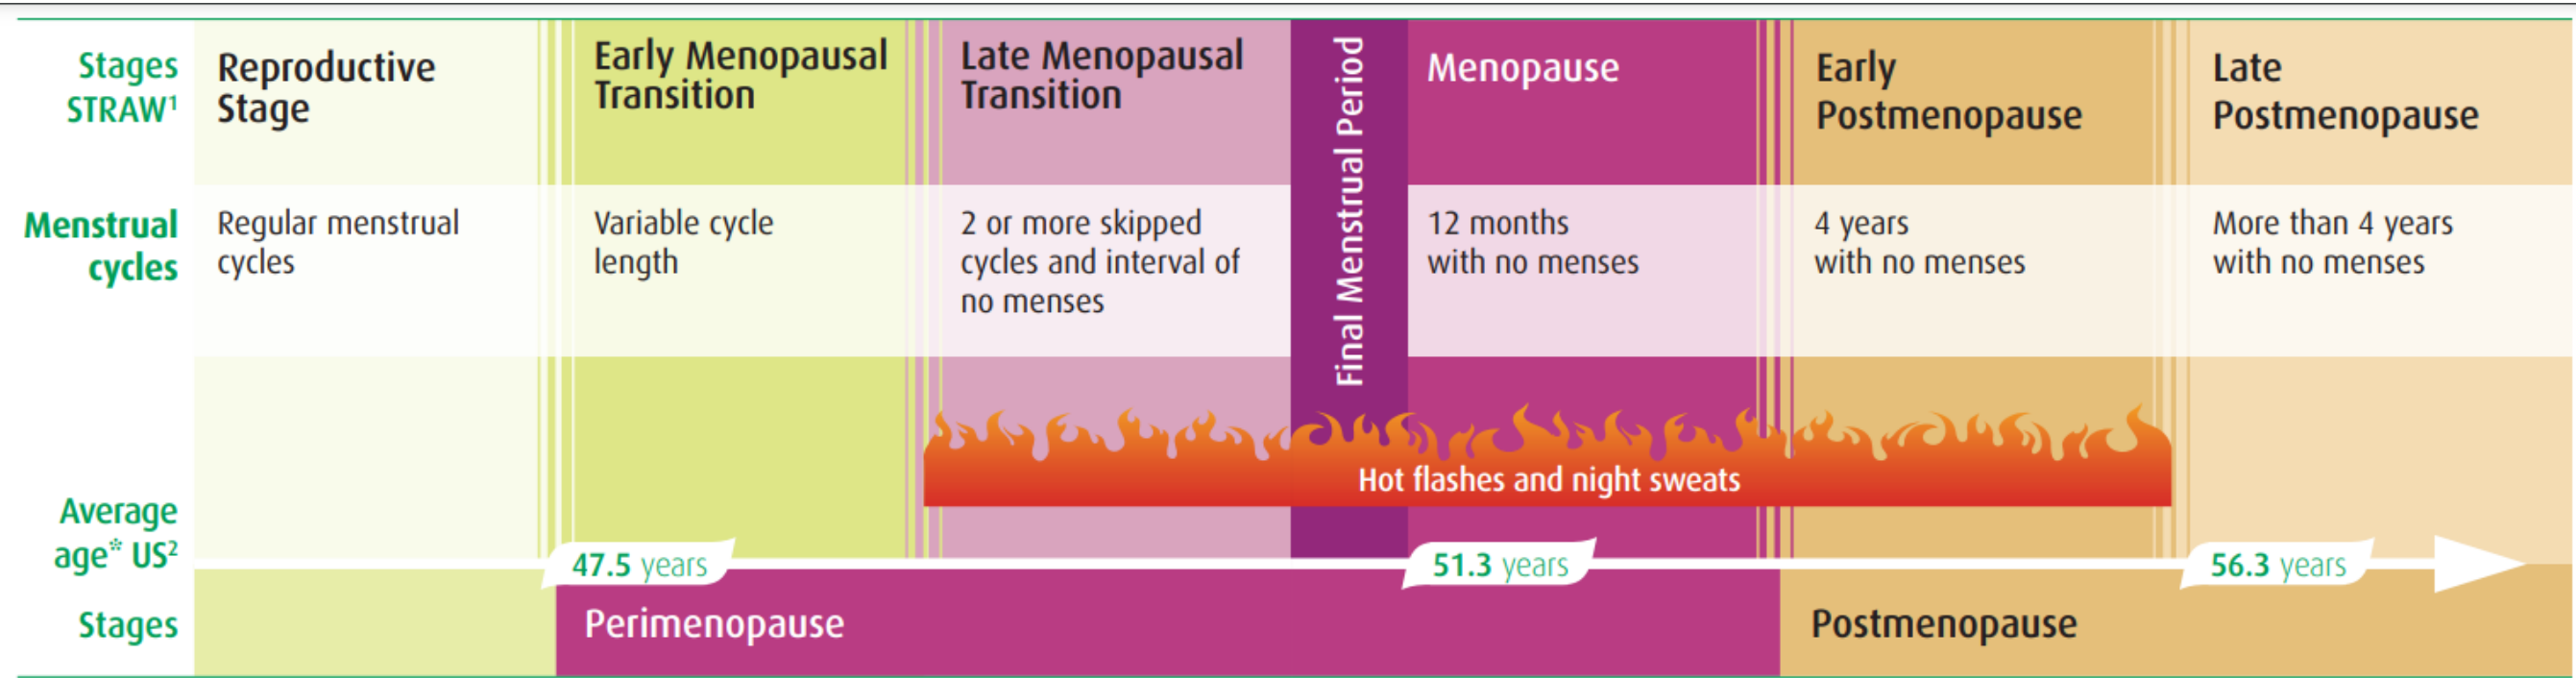 Stages
STRAW¹
Reproductive
Stage
Early Menopausal
Transition
Late Menopausal
Transition
Final Menstrual Period
Menopause
Early
Postmenopause
Late
Postmenopause
Menstrual
cycles
Regular menstrual
cycles
Variable cycle
length
2 or more skipped
cycles and interval of
no menses
12 months
with no menses
4 years
with no menses
More than 4 years
with no menses
Hot flashes and night sweats
Average
age* US²
47.5 years
51.3 years
56.3 years
Stages
Perimenopause
Postmenopause